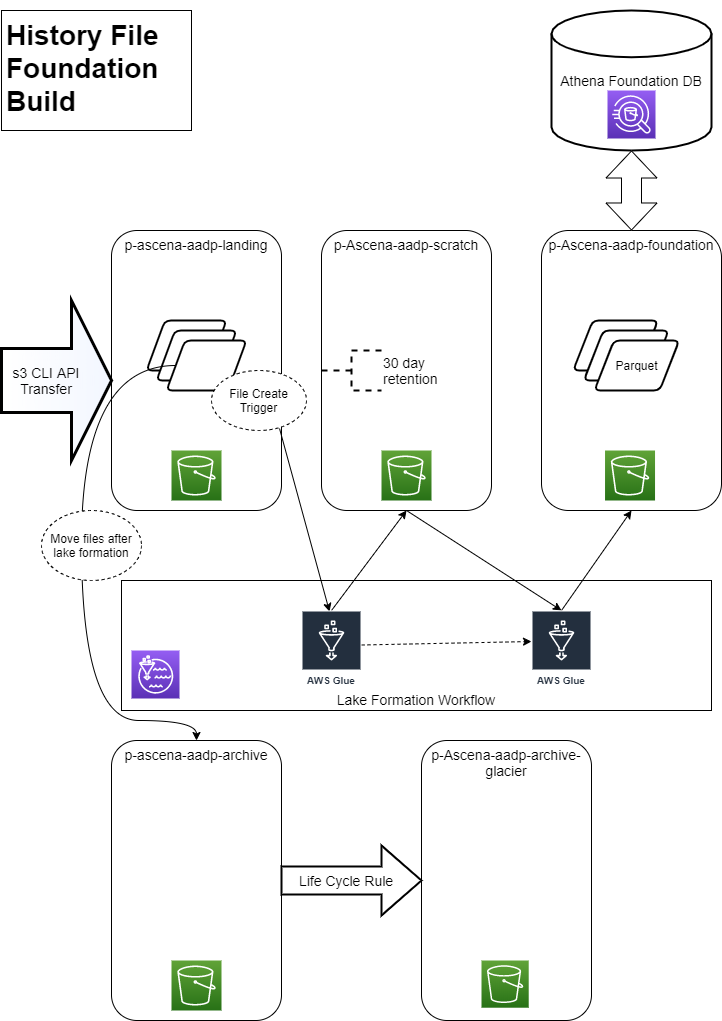 History File
Foundation
Build
Athena Foundation DB
p-ascena-aadp-landing
p-Ascena-aadp-scratch
p-Ascena-aadp-foundation
s3 CLI API
Transfer
File Create
Trigger
30 day
retention
Parquet
Move files after
lake formation
AWS Glue
AWS Glue
Lake Formation Workflow
p-ascena-aadp-archive
p-Ascena-aadp-archive-
glacier
Life Cycle Rule